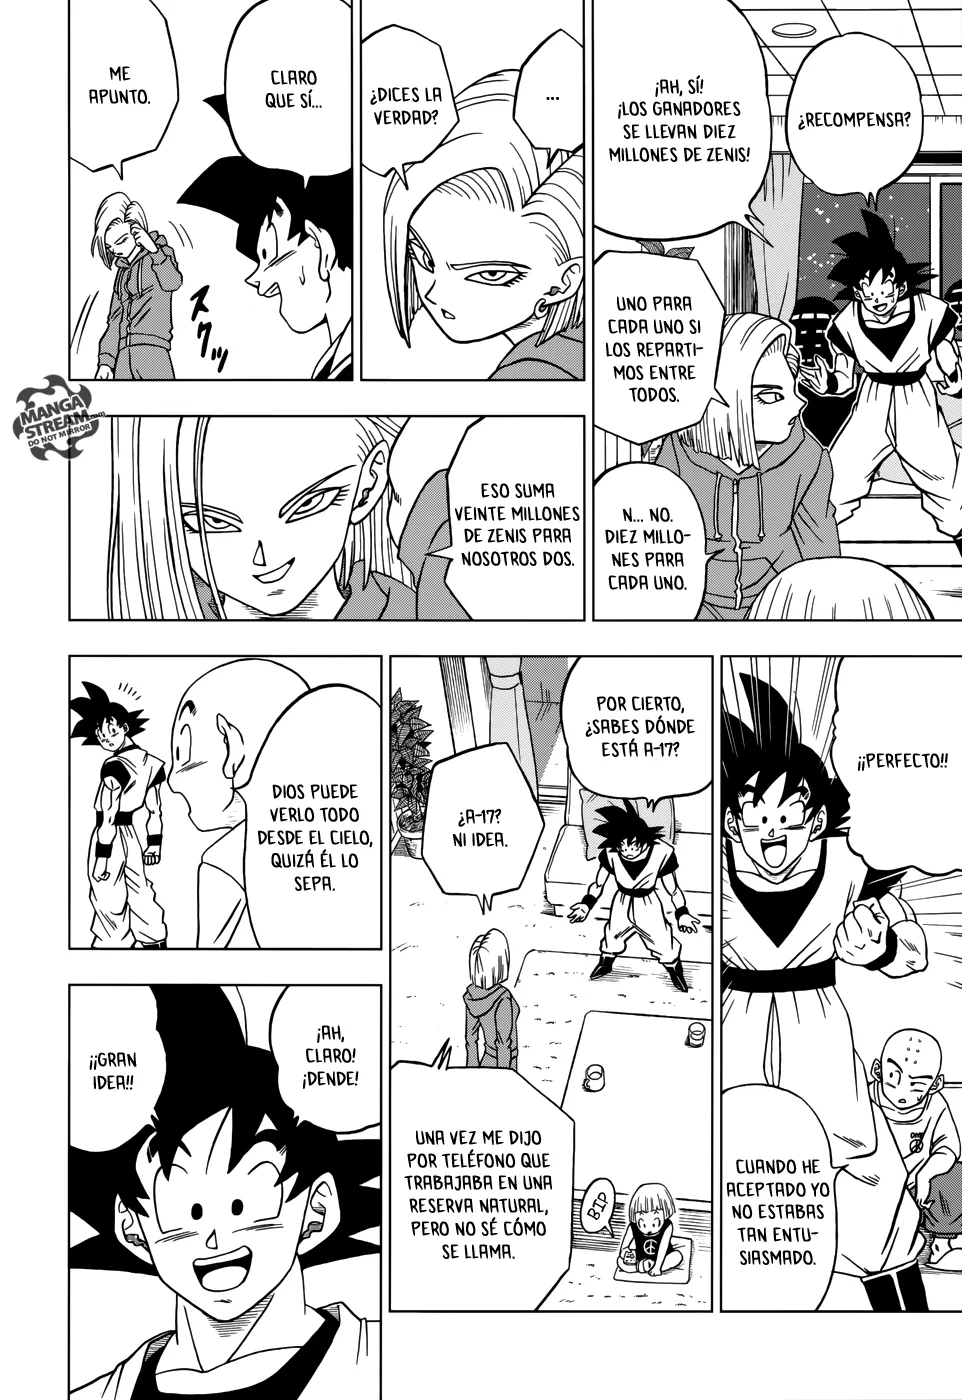 ¿RECOMPENSA?
¡AH, SÍ!
¡LOS GANADORES
SE LLEVAN DIEZ
MILLONES DE ZENIS!
UNO PARA
CADA UNO SI
LOS REPARTI-
MOS ENTRE
TODOS.
N... NO.
DIEZ MILLO-
NES PARA
CADA UNO.
...
¿DICES LA
VERDAD?
CLARO
QUE SÍ...
ME
APUNTO.
スクッ
MANGA
STREAM.com
DO NOT MIRROR
ESO SUMA
VEINTE MILLONES
DE ZENIS PARA
NOSOTROS DOS.
¡¡PERFECTO!!
CUANDO HE
ACEPTADO YO
NO ESTABAS
TAN ENTU-
SIASMADO.
POR CIERTO,
¿SABES DÓNDE
ESTÁ A-17?
¿A-17?
NI IDEA.
UNA VEZ ME DIJO
POR TELÉFONO QUE
TRABAJABA EN UNA
RESERVA NATURAL,
PERO NO SÉ CÓMO
SE LLAMA.
BIP
DIOS PUEDE
VERLO TODO
DESDE EL CIELO,
QUIZÁ ÉL LO
SEPA.
¡AH,
CLARO!
¡DENDE!
¡¡GRAN
IDEA!!